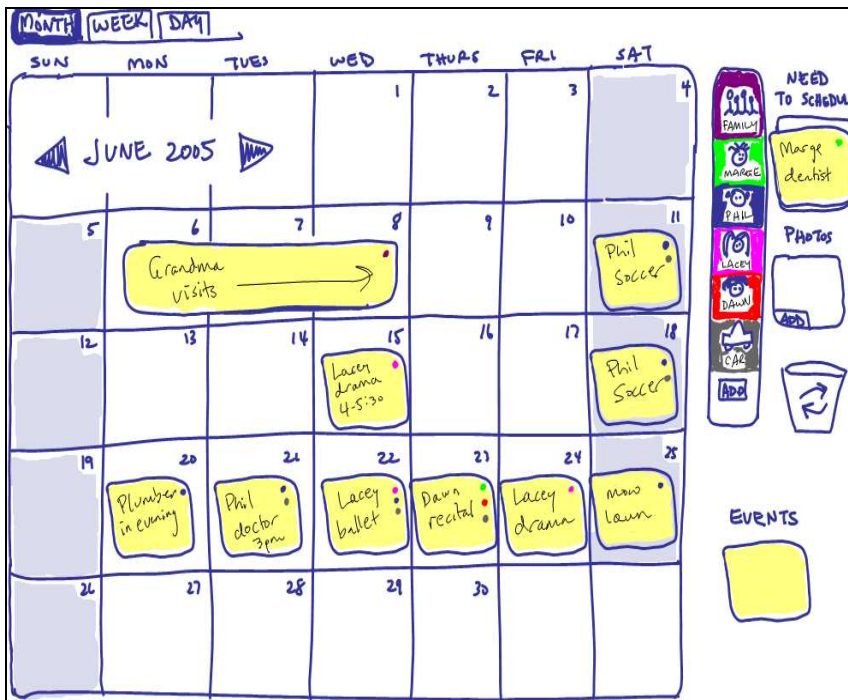 MONTH WEEK DAY
SUN MON TUES WED THURS FRI SAT
1 2 3 4
JUNE 2005
5 6 7 8 9 10 11
Grandma
visits
Phil
Soccer
12 13 14 15 16 17 18
Lacey
drama
4-5:30
Phil
Soccer
19 20 21 22 23 24 25
Plumber
in evening
Phil
doctor
3pm
Lacey
ballet
Dawn
recital
Lacey
drama
mow
lawn
26 27 28 29 30
FAMILY
MARGE
PHIL
LACEY
DAWN
CAR
ADD
NEED
TO SCHEDUL
Marge
dentist
PHOTOS
ADD
EVENTS